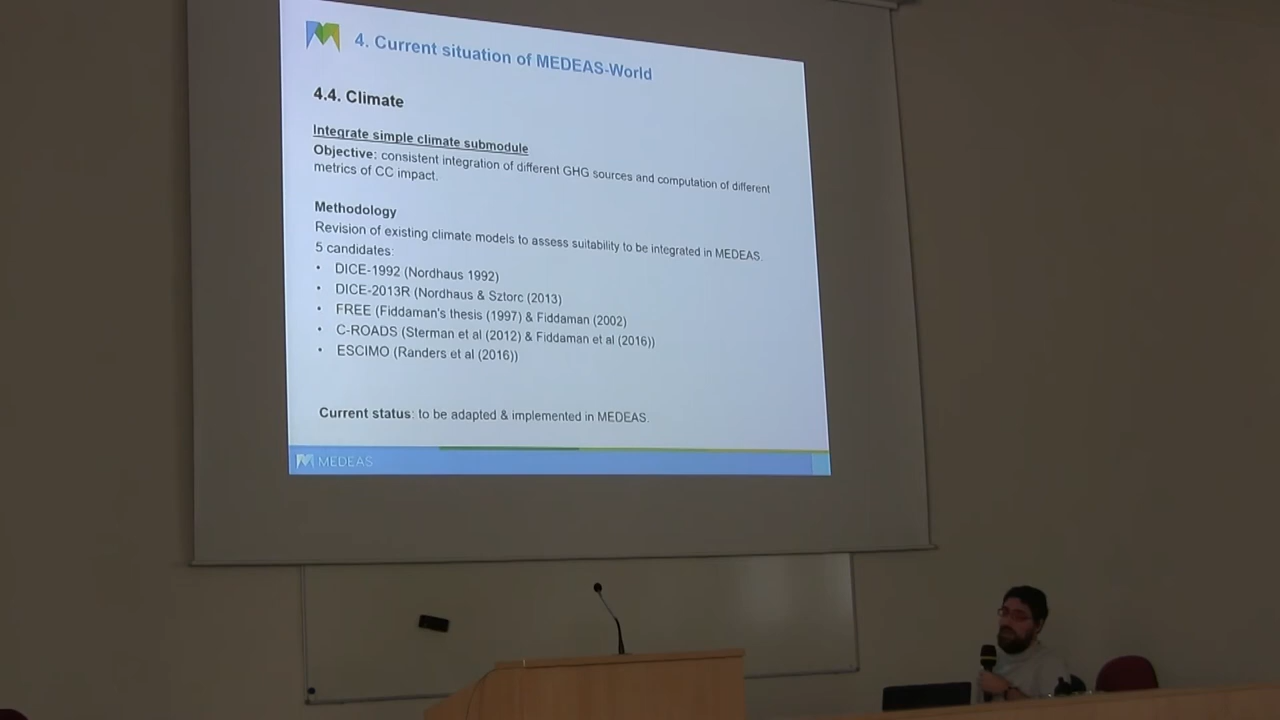 4. Current situation of MEDEAS-World
4.4. Climate
Integrate simple climate submodule
Objective: consistent integration of different GHG sources and computation of different
metrics of CC impact.
Methodology
Revision of existing climate models to assess suitability to be integrated in MEDEAS.
5 candidates:
• DICE-1992 (Nordhaus 1992)
• DICE-2013R (Nordhaus & Sztorc (2013)
• FREE (Fiddaman's thesis (1997) & Fiddaman (2002)
• C-ROADS (Sterman et al (2012) & Fiddaman et al (2016))
• ESCIMO (Randers et al (2016))
Current status: to be adapted & implemented in MEDEAS.
MEDEAS